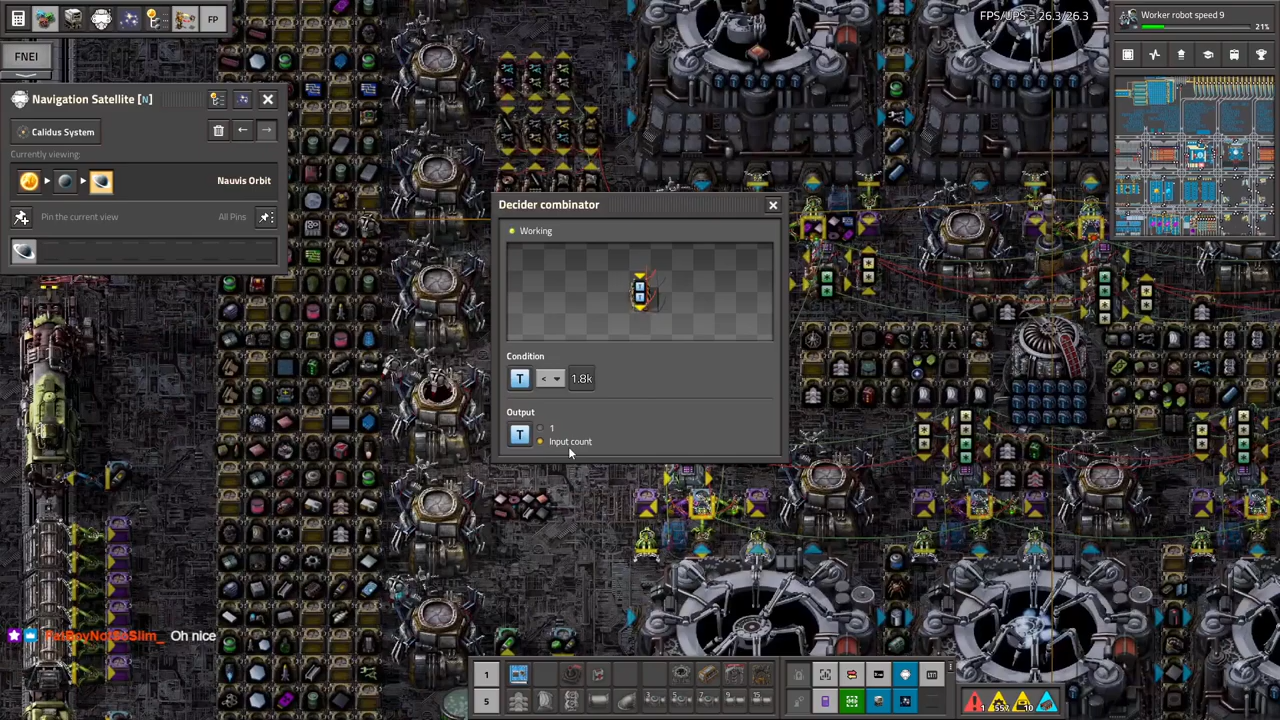 FP
FPS/UPS = 26.3/26.3
Worker robot speed 9
21%
FNEI
Navigation Satellite [N]
Calidus System
Currently viewing:
Nauvis Orbit
Pin the current view
All Pins
Decider combinator
Working
Condition
T < 1.8k
Output
T
1
Input count
Oh nice
1
5